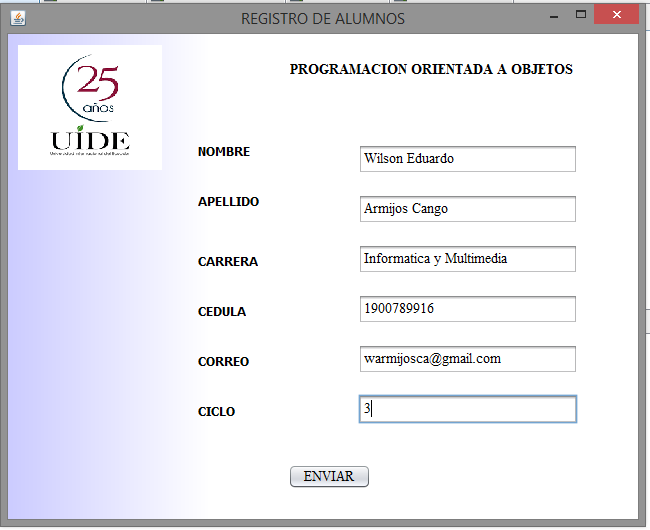 REGISTRO DE ALUMNOS
PROGRAMACION ORIENTADA A OBJETOS
25
años
UIDE
Universidad Internacional del Ecuador
NOMBRE Wilson Eduardo
APELLIDO Armijos Cango
CARRERA Informatica y Multimedia
CEDULA 1900789916
CORREO warmijosca@gmail.com
CICLO 3
ENVIAR